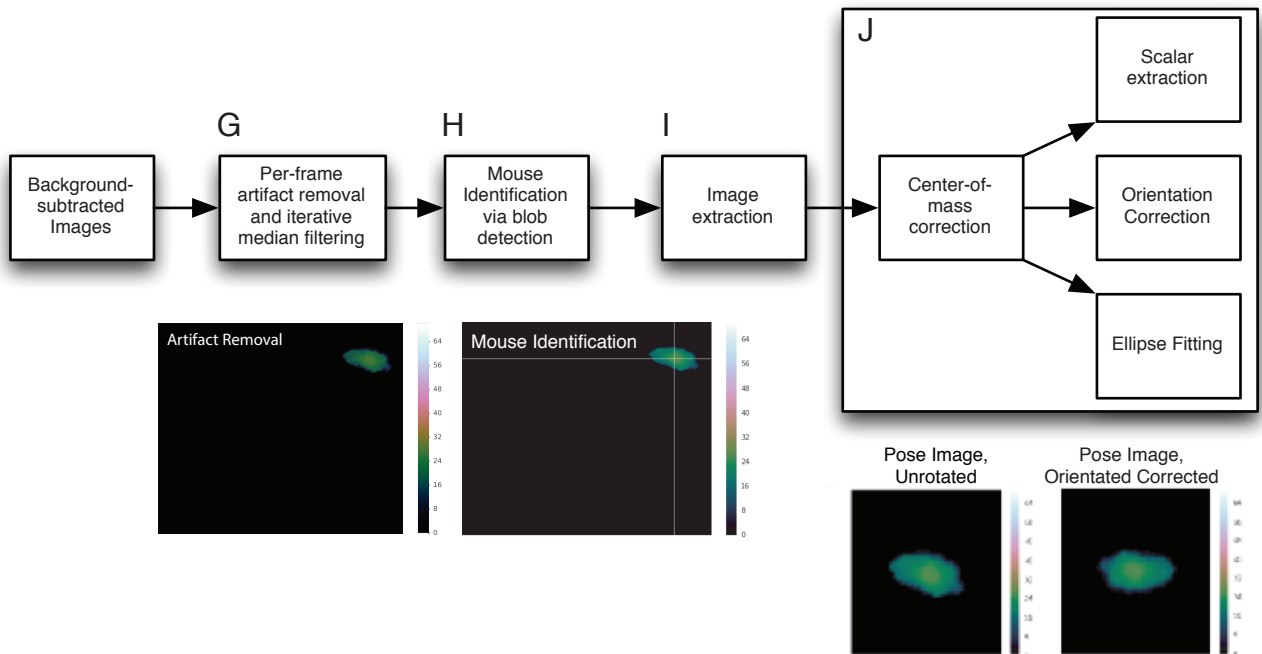 J
Scalar
extraction
G
H
I
Background-
subtracted
Images
Per-frame
artifact removal
and iterative
median filtering
Mouse
Identification
via blob
detection
Image
extraction
Center-of-
mass
correction
Orientation
Correction
Ellipse Fitting
Artifact Removal
64
56
48
40
32
24
16
8
0
Mouse Identification
64
56
48
40
32
24
16
8
0
Pose Image,
Unrotated
Pose Image,
Orientated Corrected